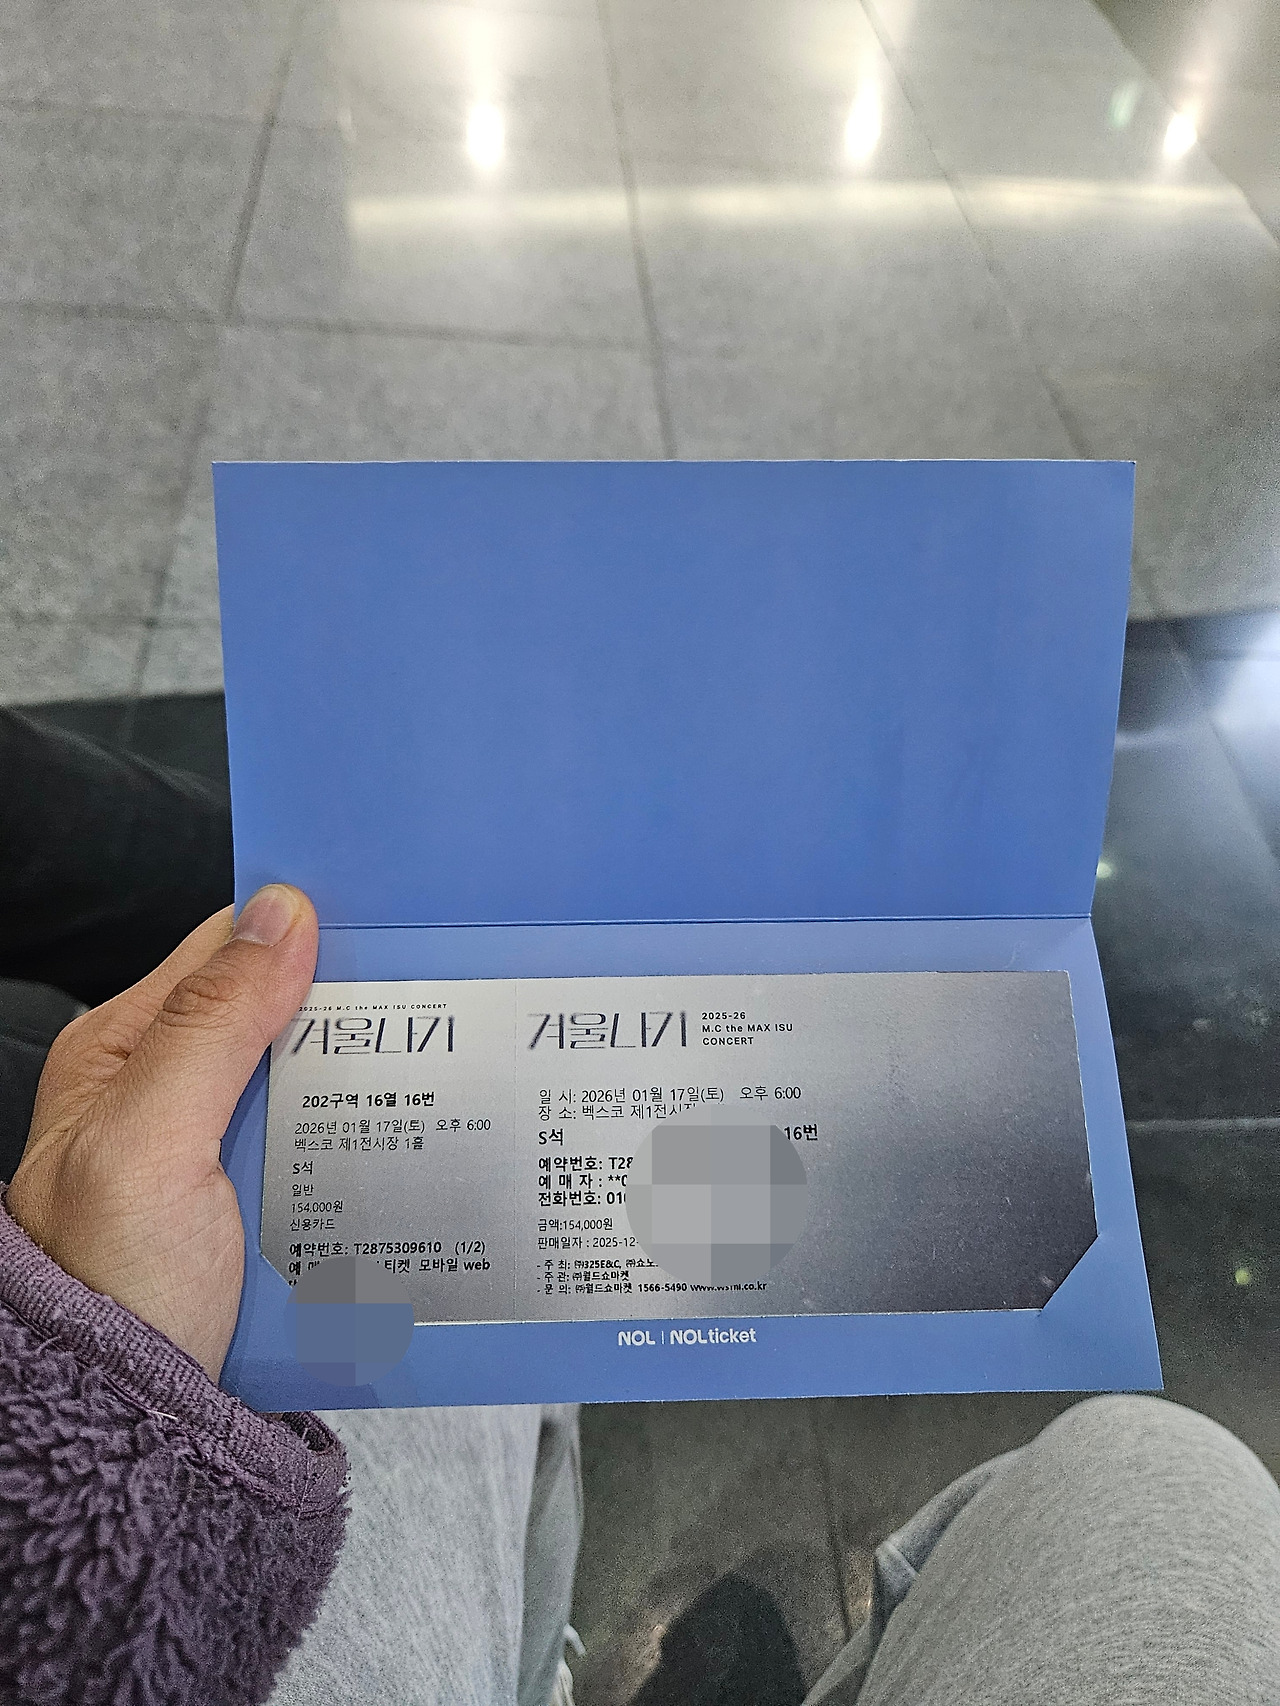 2025-26 M.C the MAX ISU CONCERT
겨울나기
202구역 16열 16번
2026년 01월 17일(토) 오후 6:00
벡스코 제1전시장 1홀
S석
일반
154,000원
신용카드
예약번호: T2875309610 (1/2)
예 티켓 모바일 web
겨울나기
2025-26
M.C the MAX ISU
CONCERT
일 시: 2026년 01월 17일(토) 오후 6:00
장 소: 벡스코 제1전시장
S석 16번
예약번호: T28
예 매 자 : **
전화번호: 01
금액:154,000원
판매일자 : 2025-12-
- 주 최: ㈜325E&C, ㈜쇼노
- 주 관: ㈜월드쇼마켓
- 문 의: ㈜월드쇼마켓 1566-5490
NOL | NOL ticket